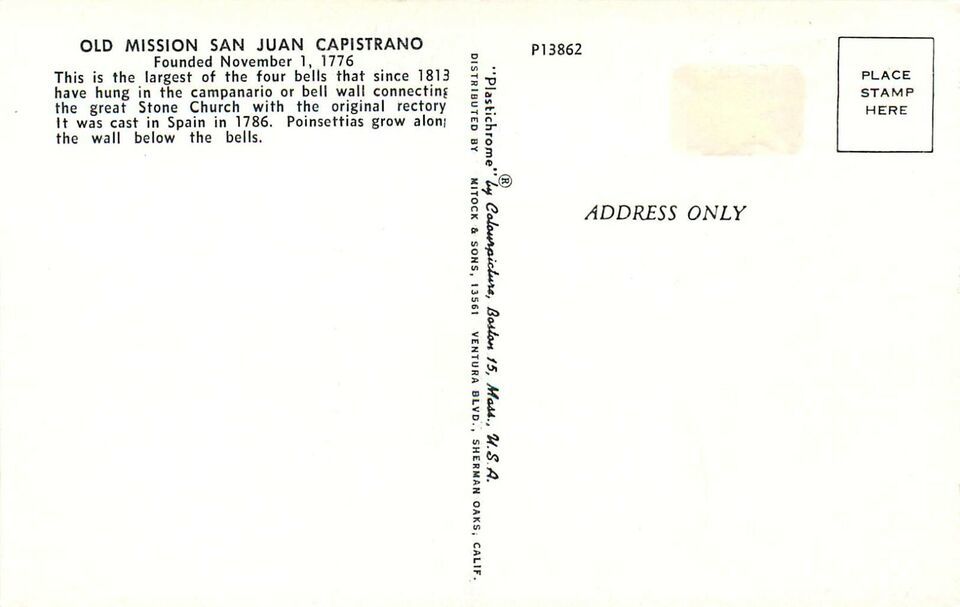 OLD MISSION SAN JUAN CAPISTRANO
Founded November 1, 1776
This is the largest of the four bells that since 1813
have hung in the campanario or bell wall connecting
the great Stone Church with the original rectory
It was cast in Spain in 1786. Poinsettias grow along
the wall below the bells.
"Plastichrome"® by Colourpicture, Boston 15, Mass., U.S.A.
DISTRIBUTED BY MITOCK & SONS, 13561 VENTURA BLVD., SHERMAN OAKS, CALIF.
P13862
PLACE
STAMP
HERE
ADDRESS ONLY